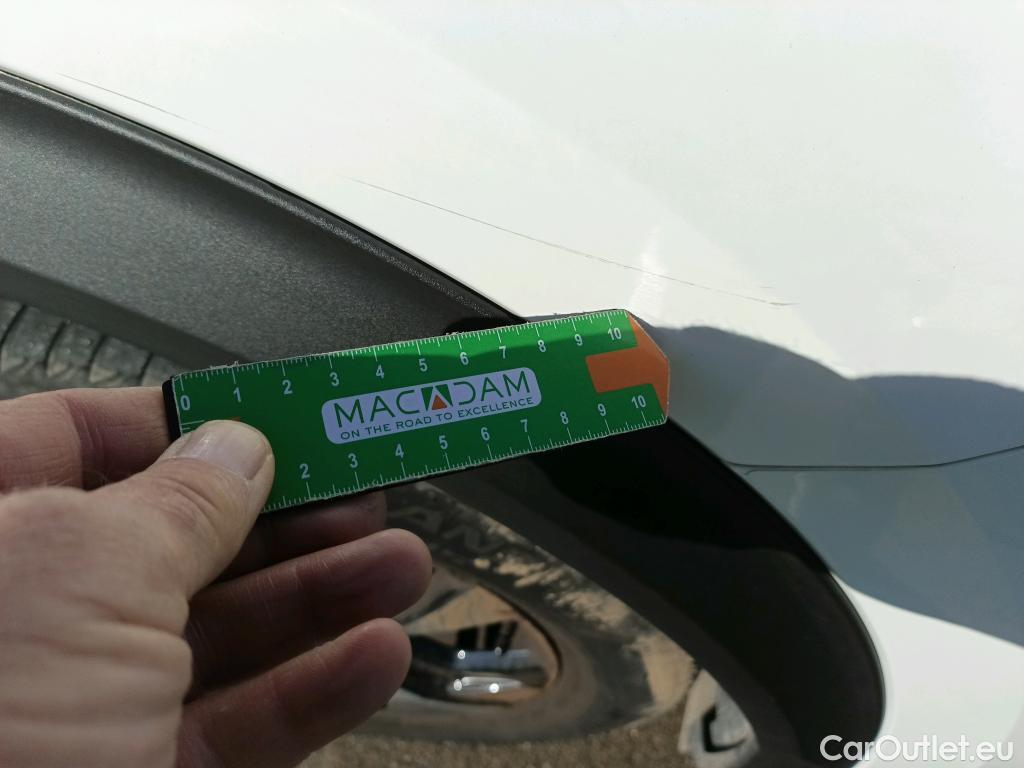 0 1 2 3 4 5 6 7 8 9 10
MACADAM
ON THE ROAD TO EXCELLENCE
2 3 4 5 6 7 8 9 10
CarOutlet.eu